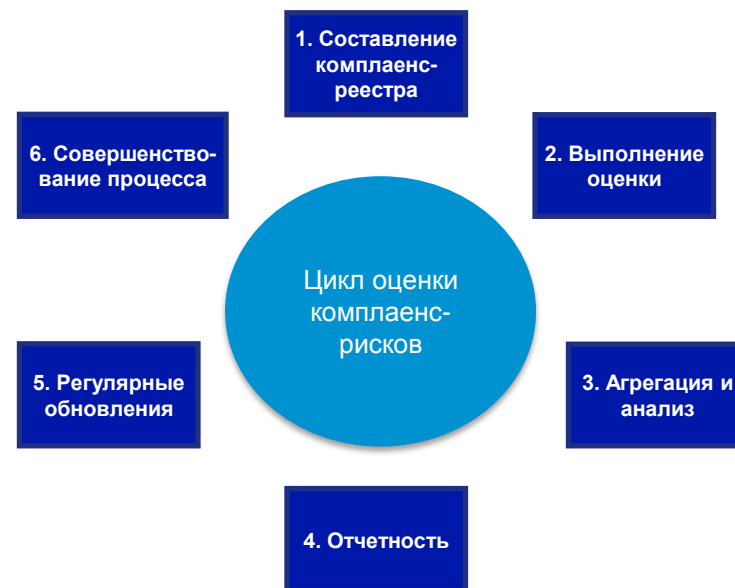 1. Составление
комплаенс-
реестра
2. Выполнение
оценки
3. Агрегация и
анализ
4. Отчетность
5. Регулярные
обновления
6. Совершенство-
вание процесса
Цикл оценки
комплаенс-
рисков